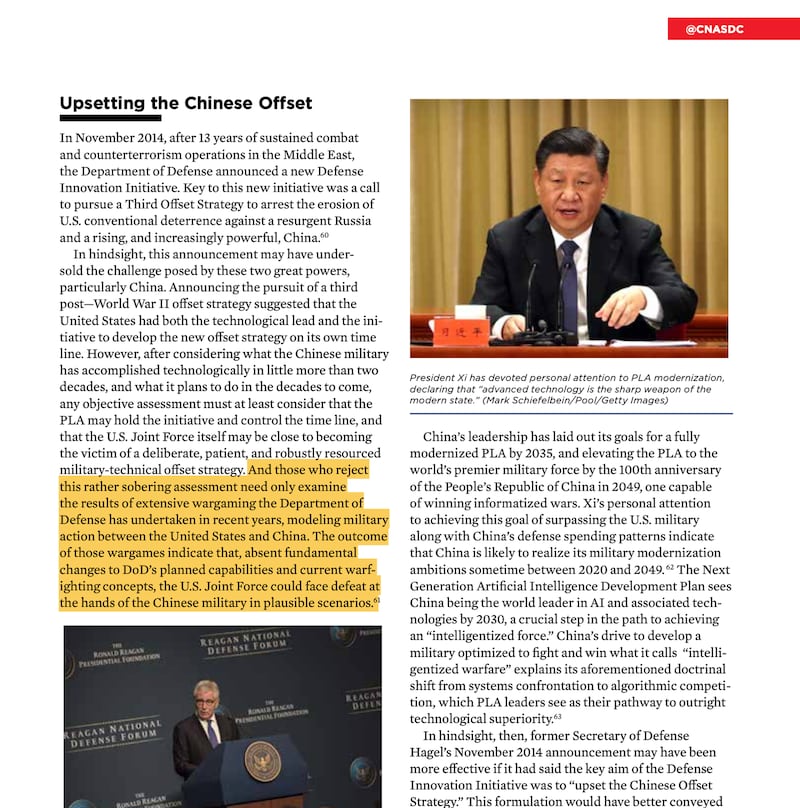 @CNASDC
Upsetting the Chinese Offset
In November 2014, after 13 years of sustained combat
and counterterrorism operations in the Middle East,
the Department of Defense announced a new Defense
Innovation Initiative. Key to this new initiative was a call
to pursue a Third Offset Strategy to arrest the erosion of
U.S. conventional deterrence against a resurgent Russia
and a rising, and increasingly powerful, China.60
In hindsight, this announcement may have under-
sold the challenge posed by these two great powers,
particularly China. Announcing the pursuit of a third
post—World War II offset strategy suggested that the
United States had both the technological lead and the ini-
tiative to develop the new offset strategy on its own time
line. However, after considering what the Chinese military
has accomplished technologically in little more than two
decades, and what it plans to do in the decades to come,
any objective assessment must at least consider that the
PLA may hold the initiative and control the time line, and
that the U.S. Joint Force itself may be close to becoming
the victim of a deliberate, patient, and robustly resourced
military-technical offset strategy. And those who reject
this rather sobering assessment need only examine
the results of extensive wargaming the Department of
Defense has undertaken in recent years, modeling military
action between the United States and China. The outcome
of those wargames indicate that, absent fundamental
changes to DoD's planned capabilities and current warf-
ighting concepts, the U.S. Joint Force could face defeat at
the hands of the Chinese military in plausible scenarios.61
THE
RONALD REAGAN
PRESIDENTIAL FOUNDATION
REAGAN NATIONAL
DEFENSE FORUM
THE
RONALD REAGAN
PRESIDENTIAL FOUNDATION
REAGAN
DEFENSE
REAGAN NATIONAL
DEFENSE FORUM
THE
RONALD REAGAN
PRESIDENTIAL FOUNDATION
习近平
President Xi has devoted personal attention to PLA modernization,
declaring that “advanced technology is the sharp weapon of the
modern state.” (Mark Schiefelbein/Pool/Getty Images)
China's leadership has laid out its goals for a fully
modernized PLA by 2035, and elevating the PLA to the
world's premier military force by the 100th anniversary
of the People's Republic of China in 2049, one capable
of winning informatized wars. Xi's personal attention
to achieving this goal of surpassing the U.S. military
along with China's defense spending patterns indicate
that China is likely to realize its military modernization
ambitions sometime between 2020 and 2049.62 The Next
Generation Artificial Intelligence Development Plan sees
China being the world leader in AI and associated tech-
nologies by 2030, a crucial step in the path to achieving
an “intelligentized force.” China's drive to develop a
military optimized to fight and win what it calls “intelli-
gentized warfare” explains its aforementioned doctrinal
shift from systems confrontation to algorithmic competi-
tion, which PLA leaders see as their pathway to outright
technological superiority.63
In hindsight, then, former Secretary of Defense
Hagel's November 2014 announcement may have been
more effective if it had said the key aim of the Defense
Innovation Initiative was to “upset the Chinese Offset
Strategy.” This formulation would have better conveyed